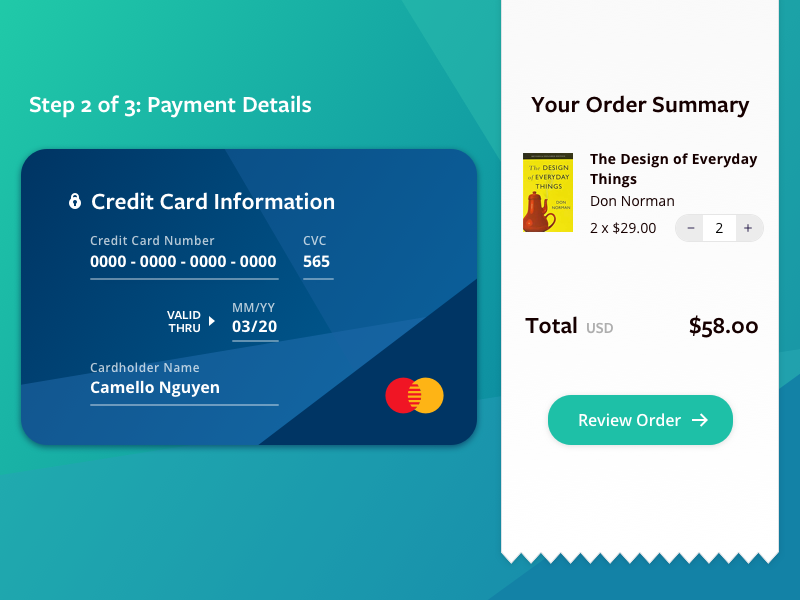 Step 2 of 3: Payment Details
Credit Card Information
Credit Card Number
CVC
0000 - 0000 - 0000 - 0000
565
VALID
THRU
MM/YY
03/20
Cardholder Name
Camello Nguyen
Your Order Summary
The DESIGN
of EVERYDAY
THINGS
DON
NORMAN
The Design of Everyday
Things
Don Norman
2 x $29.00
− 2 +
Total USD
$58.00
Review Order →